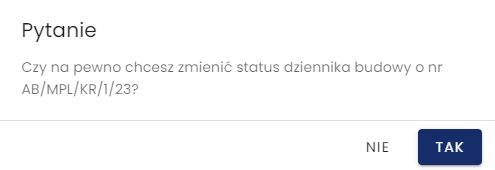 Pytanie
Czy na pewno chcesz zmienić status dziennika budowy o nr
AB/MPL/KR/1/23?
NIE
TAK